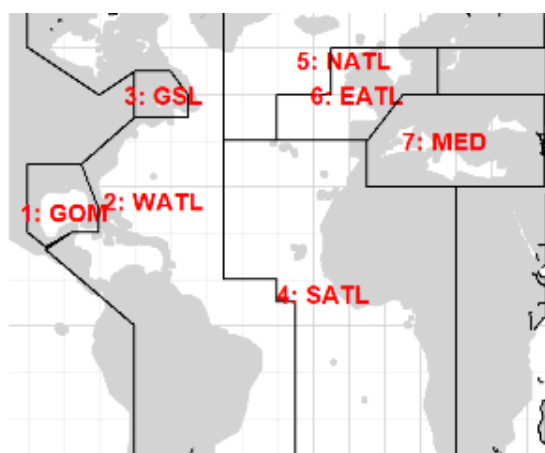 5: NATL
3: GSL
6: EATL
7: MED
2: WATL
1: GOM
4: SATL